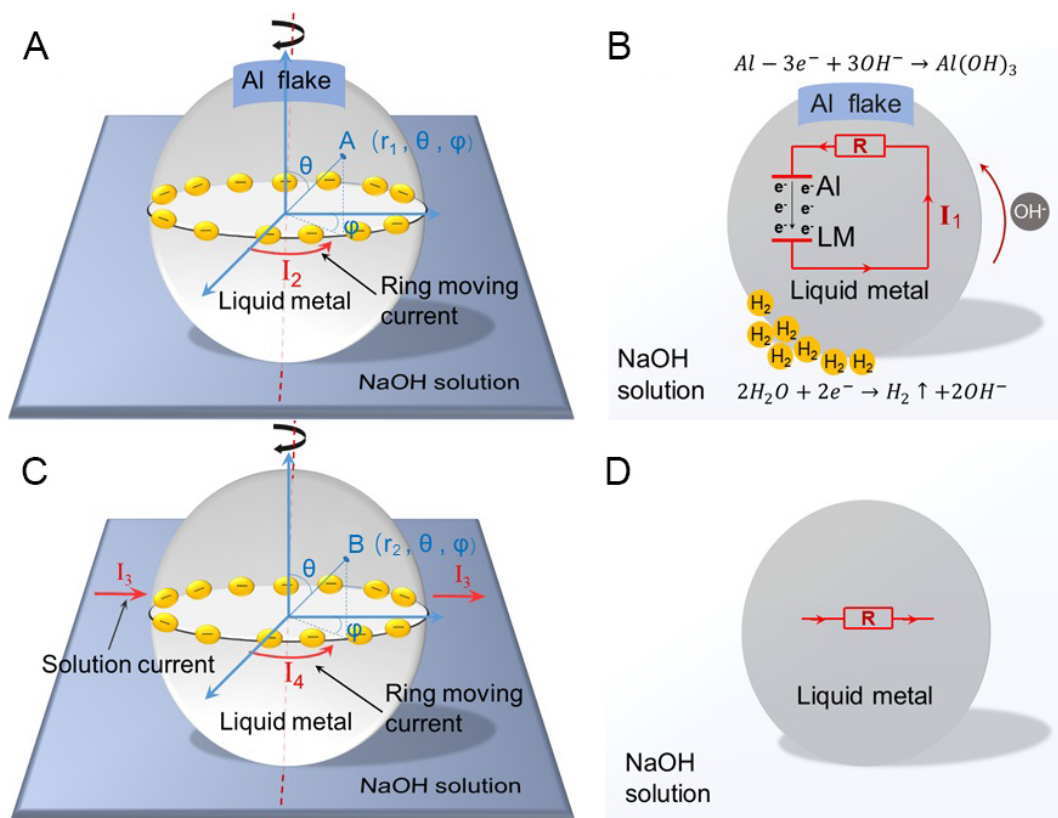 A
Al flake
A (r₁, θ, φ)
θ
φ
I₂
Liquid metal
Ring moving
current
NaOH solution
B
Al − 3e⁻ + 3OH⁻ → Al(OH)₃
Al flake
R
e⁻ e⁻ Al
e⁻ e⁻
e⁻ e⁻ LM
I₁
OH⁻
Liquid metal
H₂
H₂ H₂
H₂ H₂ H₂ H₂
NaOH
solution
2H₂O + 2e⁻ → H₂ ↑ +2OH⁻
C
B (r₂, θ, φ)
θ
φ
I₃
I₃
Solution current
I₄
Liquid metal
Ring moving
current
NaOH solution
D
R
Liquid metal
NaOH
solution